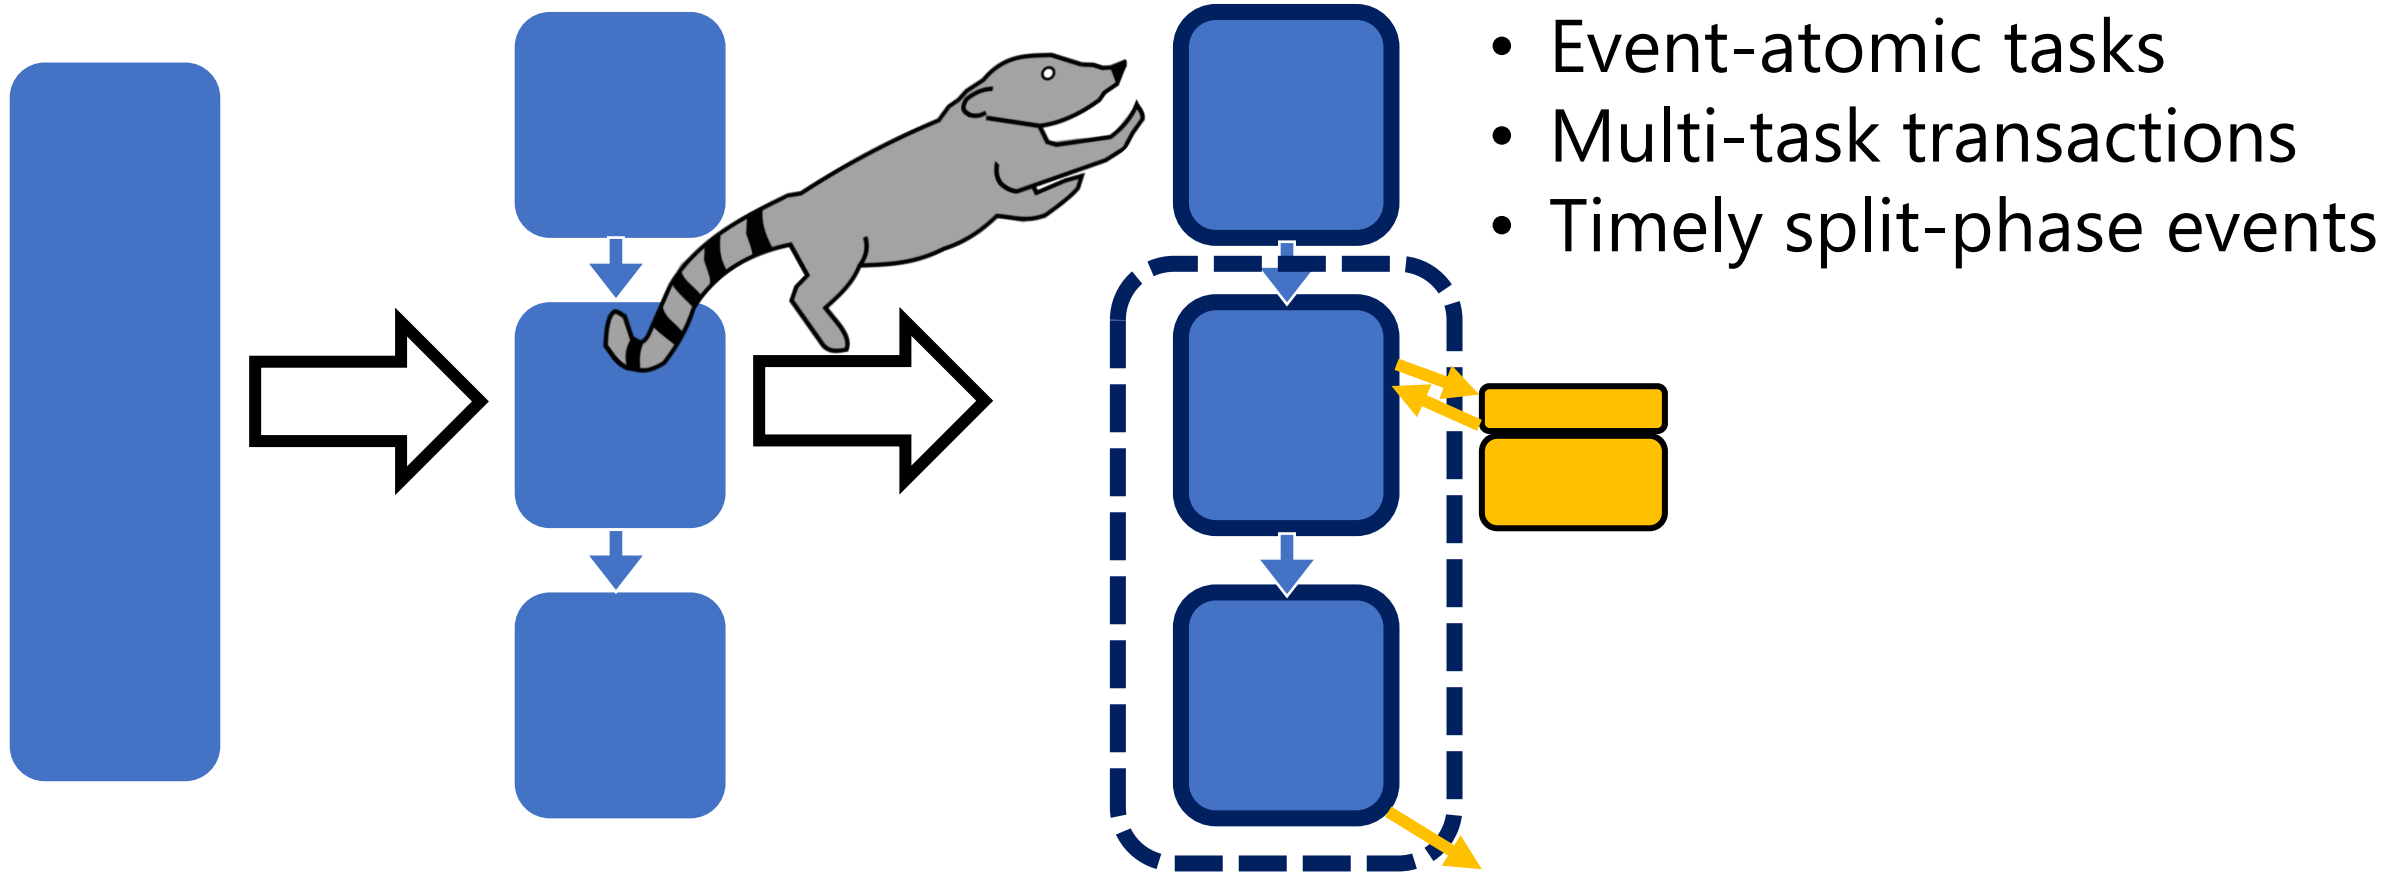 • Event-atomic tasks
• Multi-task transactions
• Timely split-phase events